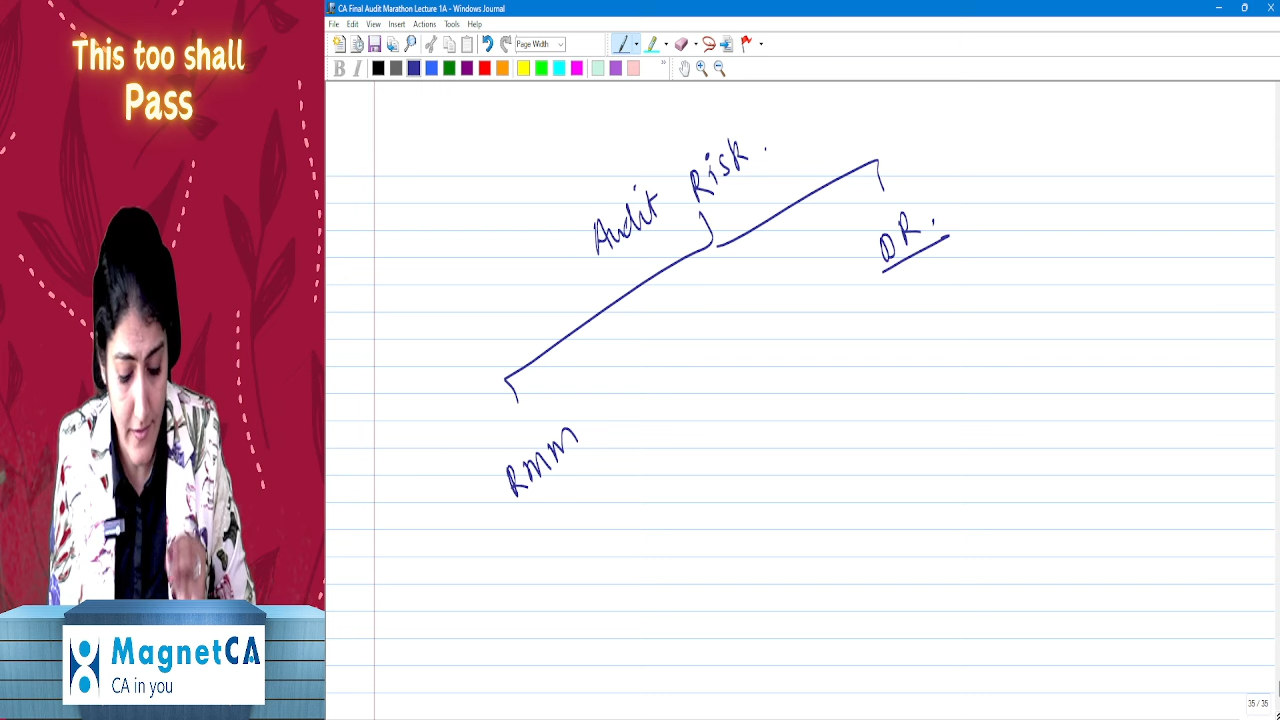 This too shall
Pass
CA Final Audit Marathon Lecture 1A - Windows Journal
File Edit View Insert Actions Tools Help
Page Width
B I
Audit Risk.
DR.
RMM
MagnetCA
CA in you
35 / 35